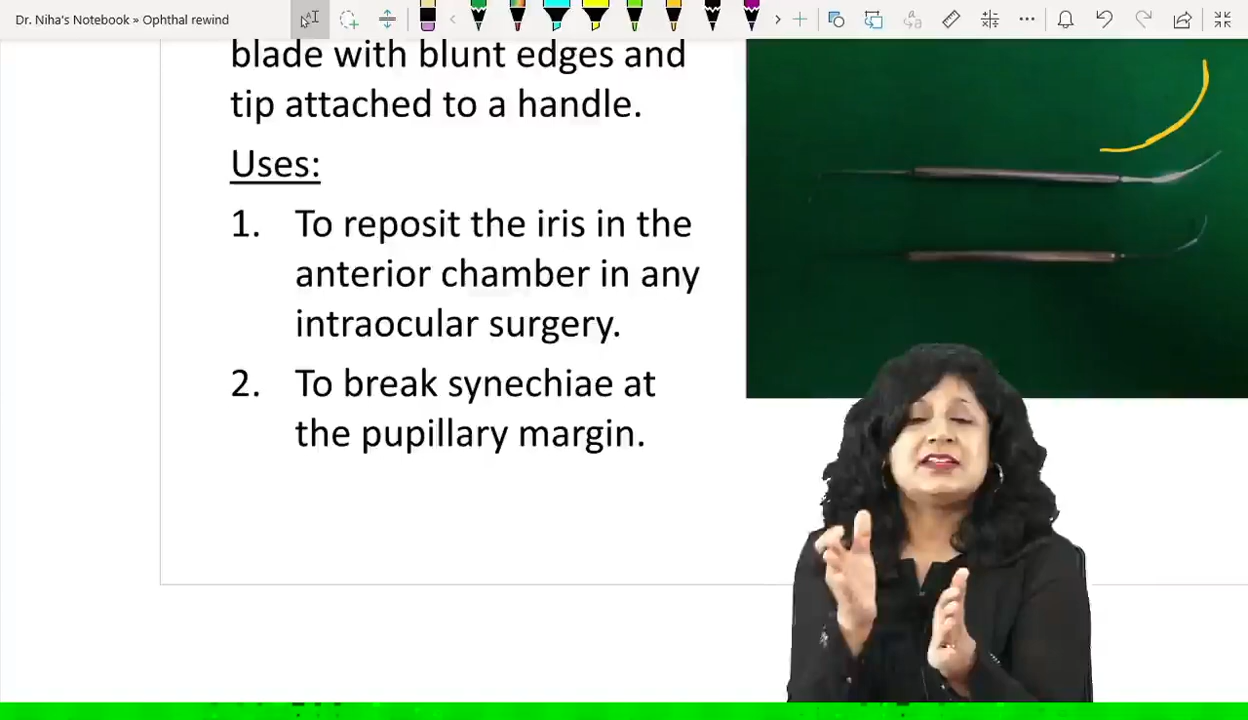 Dr. Niha's Notebook » Ophthal rewind
blade with blunt edges and
tip attached to a handle.
Uses:
1. To reposit the iris in the
anterior chamber in any
intraocular surgery.
2. To break synechiae at
the pupillary margin.